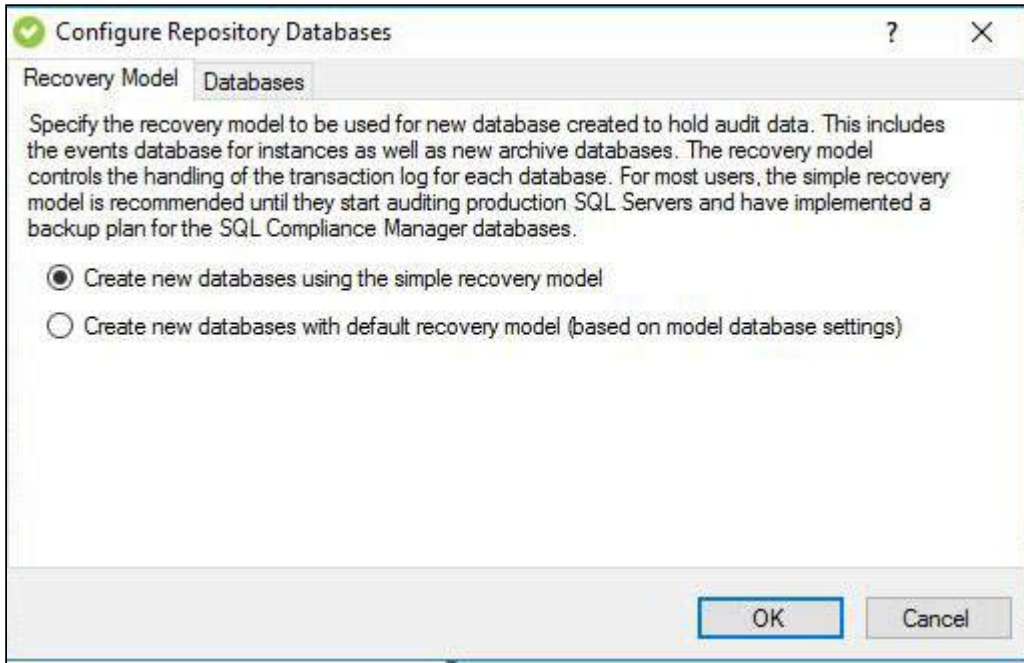 Configure Repository Databases ?
Recovery Model Databases
Specify the recovery model to be used for new database created to hold audit data. This includes
the events database for instances as well as new archive databases. The recovery model
controls the handling of the transaction log for each database. For most users, the simple recovery
model is recommended until they start auditing production SQL Servers and have implemented a
backup plan for the SQL Compliance Manager databases.
Create new databases using the simple recovery model
Create new databases with default recovery model (based on model database settings)
OK Cancel